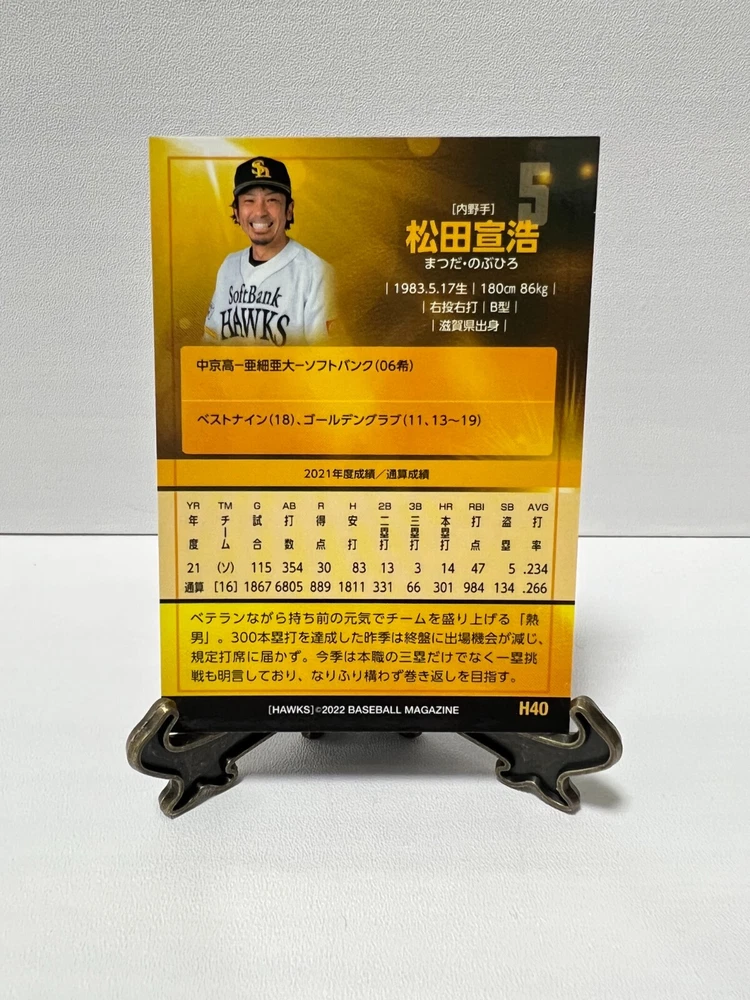 5
[内野手]
松田宣浩
まつだ・のぶひろ
| 1983.5.17生 | 180㎝ 86㎏ |
| 右投右打 | B型 |
| 滋賀県出身 |
SH
SoftBank
HAWKS
中京高ー亜細亜大ーソフトバンク(06希)
ベストナイン(18)、ゴールデングラブ(11、13〜19)
2021年度成績／通算成績
YR TM G AB R H 2B 3B HR RBI SB AVG
年度 チーム 試合 打数 得点 安打 二塁打 三塁打 本塁打 打点 盗塁 打率
21 (ソ) 115 354 30 83 13 3 14 47 5 .234
通算 [16] 1867 6805 889 1811 331 66 301 984 134 .266
ベテランながら持ち前の元気でチームを盛り上げる「熱
男」。300本塁打を達成した昨季は終盤に出場機会が減じ、
規定打席に届かず。今季は本職の三塁だけでなく一塁挑
戦も明言しており、なりふり構わず巻き返しを目指す。
[HAWKS]©2022 BASEBALL MAGAZINE H40